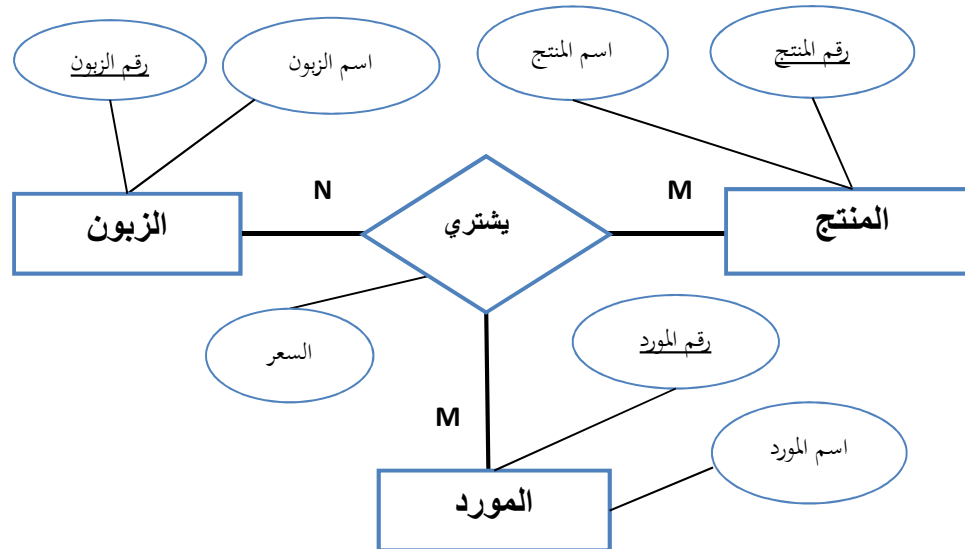 رقم المنتج
اسم المنتج
اسم الزبون
رقم الزبون
M
N
المنتج
يشتري
الزبون
رقم المورد
السعر
M
اسم المورد
المورد